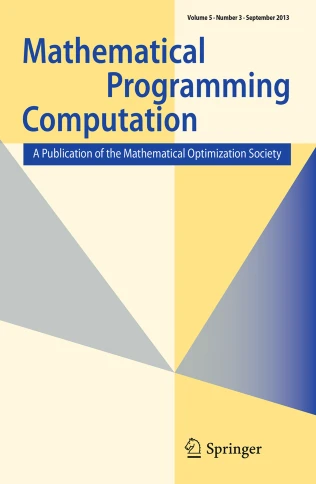 Volume 5 · Number 3 · September 2013
Mathematical
Programming
Computation
A Publication of the Mathematical Optimization Society
Springer